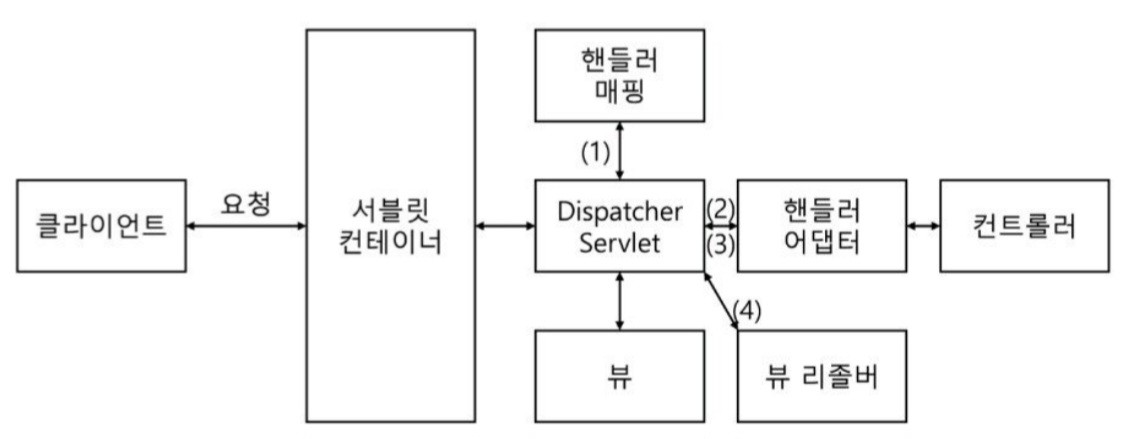 핸들러
매핑
(1)
클라이언트
요청
서블릿
컨테이너
Dispatcher
Servlet
(2)
(3)
핸들러
어댑터
컨트롤러
(4)
뷰
뷰 리졸버